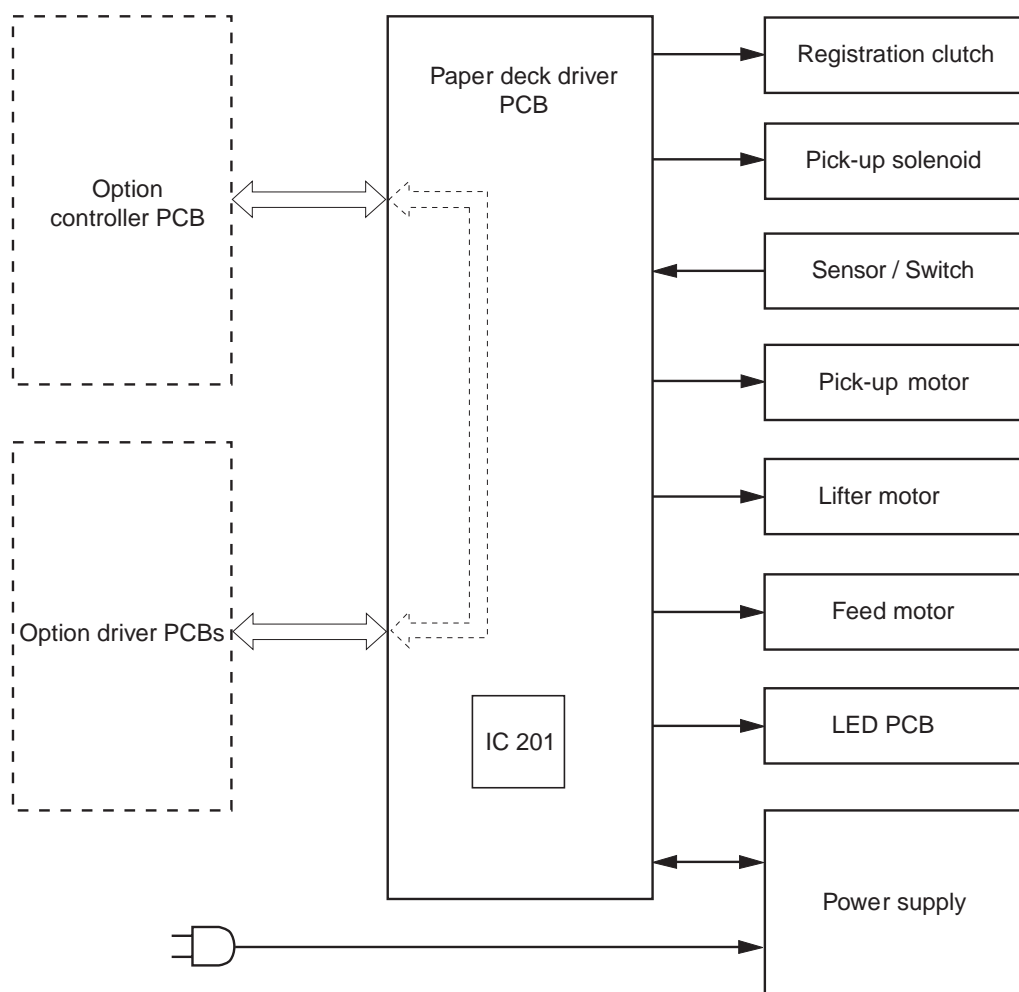 Option
controller PCB
Option driver PCBs
Paper deck driver
PCB
IC 201
Registration clutch
Pick-up solenoid
Sensor / Switch
Pick-up motor
Lifter motor
Feed motor
LED PCB
Power supply